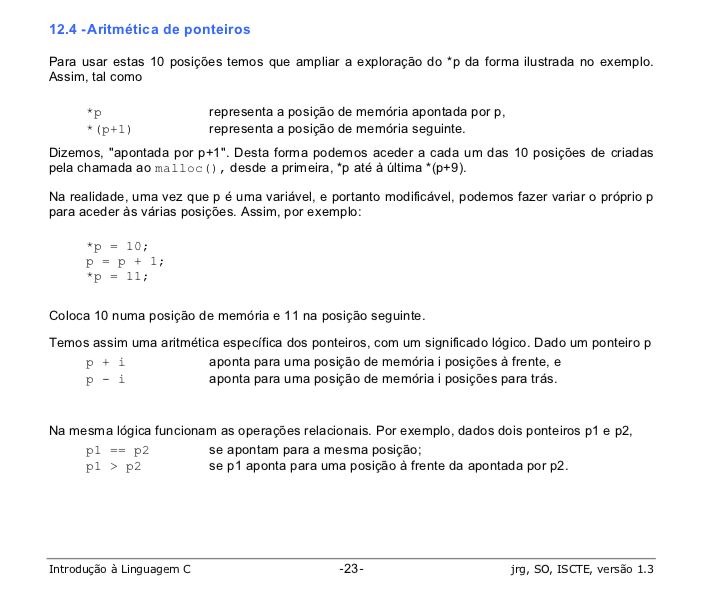 12.4 -Aritmética de ponteiros
Para usar estas 10 posições temos que ampliar a exploração do *p da forma ilustrada no exemplo.
Assim, tal como
*p representa a posição de memória apontada por p,
*(p+1) representa a posição de memória seguinte.
Dizemos, "apontada por p+1". Desta forma podemos aceder a cada um das 10 posições de criadas
pela chamada ao malloc(), desde a primeira, *p até à última *(p+9).
Na realidade, uma vez que p é uma variável, e portanto modificável, podemos fazer variar o próprio p
para aceder às várias posições. Assim, por exemplo:
*p = 10;
p = p + 1;
*p = 11;
Coloca 10 numa posição de memória e 11 na posição seguinte.
Temos assim uma aritmética específica dos ponteiros, com um significado lógico. Dado um ponteiro p
p + i aponta para uma posição de memória i posições à frente, e
p - i aponta para uma posição de memória i posições para trás.
Na mesma lógica funcionam as operações relacionais. Por exemplo, dados dois ponteiros p1 e p2,
p1 == p2 se apontam para a mesma posição;
p1 > p2 se p1 aponta para uma posição à frente da apontada por p2.
Introdução à Linguagem C -23- jrg, SO, ISCTE, versão 1.3